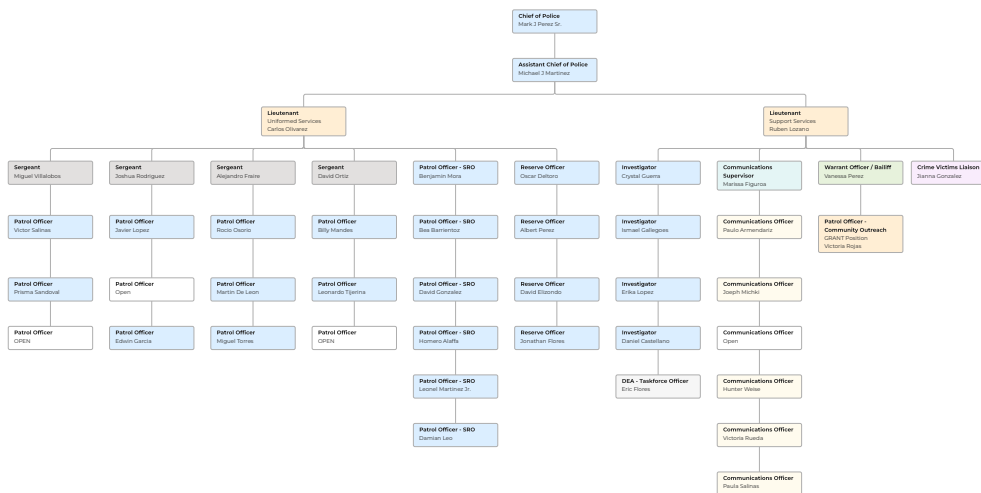 Chief of Police
Mark J Perez Sr.
Assistant Chief of Police
Michael J Martinez
Lieutenant
Uniformed Services
Carlos Olivarez
Lieutenant
Support Services
Ruben Lozano
Sergeant
Miguel Villalobos
Sergeant
Joshua Rodriguez
Sergeant
Alejandro Fraire
Sergeant
David Ortiz
Patrol Officer - SRO
Benjamin Mora
Reserve Officer
Oscar Deltoro
Investigator
Crystal Guerra
Communications
Supervisor
Marissa Figuroa
Warrant Officer / Bailiff
Vanessa Perez
Crime Victims Liaison
Jianna Gonzalez
Patrol Officer
Victor Salinas
Patrol Officer
Javier Lopez
Patrol Officer
Rocio Osorio
Patrol Officer
Billy Mandes
Patrol Officer - SRO
Bea Barrientoz
Reserve Officer
Albert Perez
Investigator
Ismael Gallegoes
Communications Officer
Paulo Armendariz
Patrol Officer -
Community Outreach
GRANT Position
Victoria Rojas
Patrol Officer
Prisma Sandoval
Patrol Officer
Open
Patrol Officer
Martin De Leon
Patrol Officer
Leonardo Tijerina
Patrol Officer - SRO
David Gonzalez
Reserve Officer
David Elizondo
Investigator
Erika Lopez
Communications Officer
Joeph Michki
Patrol Officer
OPEN
Patrol Officer
Edwin Garcia
Patrol Officer
Miguel Torres
Patrol Officer
OPEN
Patrol Officer - SRO
Homero Alaffa
Reserve Officer
Jonathan Flores
Investigator
Daniel Castellano
Communications Officer
Open
Patrol Officer - SRO
Leonel Martinez Jr.
DEA - Taskforce Officer
Eric Flores
Communications Officer
Hunter Weise
Patrol Officer - SRO
Damian Leo
Communications Officer
Victoria Rueda
Communications Officer
Paula Salinas